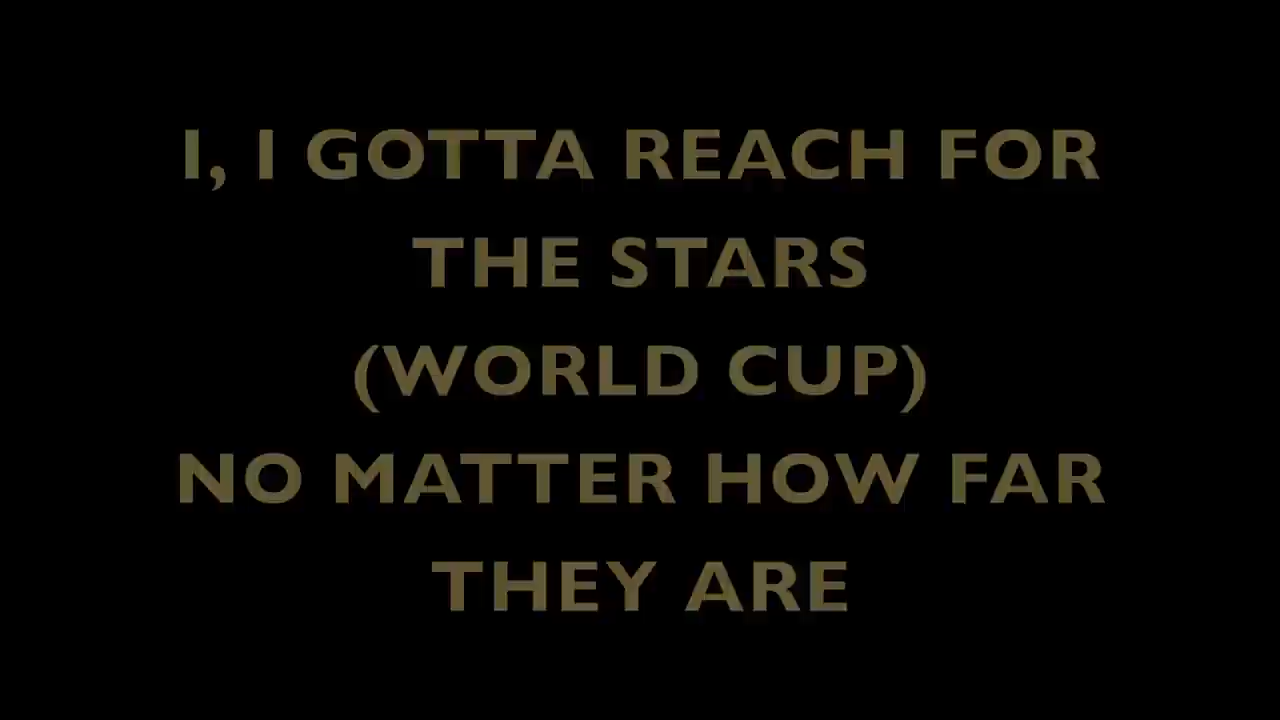 I, I GOTTA REACH FOR
THE STARS
(WORLD CUP)
NO MATTER HOW FAR
THEY ARE